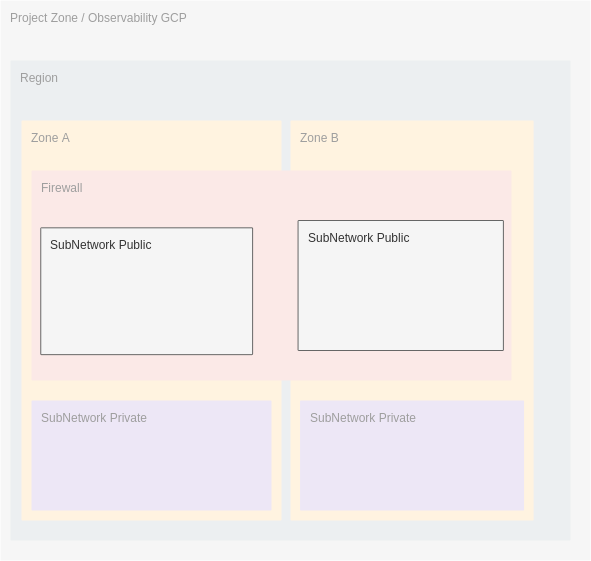 Project Zone / Observability GCP
Region
Zone A
Zone B
Firewall
SubNetwork Public
SubNetwork Public
SubNetwork Private
SubNetwork Private